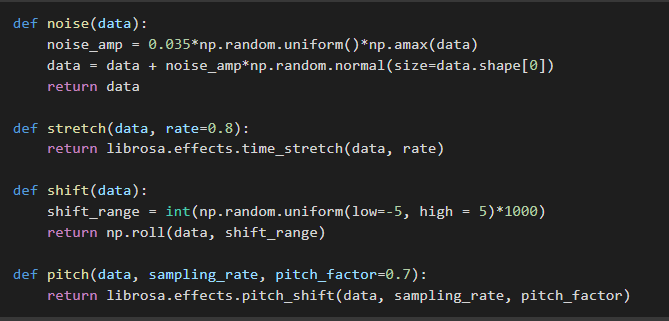 def noise(data):
    noise_amp = 0.035*np.random.uniform()*np.amax(data)
    data = data + noise_amp*np.random.normal(size=data.shape[0])
    return data
def stretch(data, rate=0.8):
    return librosa.effects.time_stretch(data, rate)
def shift(data):
    shift_range = int(np.random.uniform(low=-5, high = 5)*1000)
    return np.roll(data, shift_range)
def pitch(data, sampling_rate, pitch_factor=0.7):
    return librosa.effects.pitch_shift(data, sampling_rate, pitch_factor)